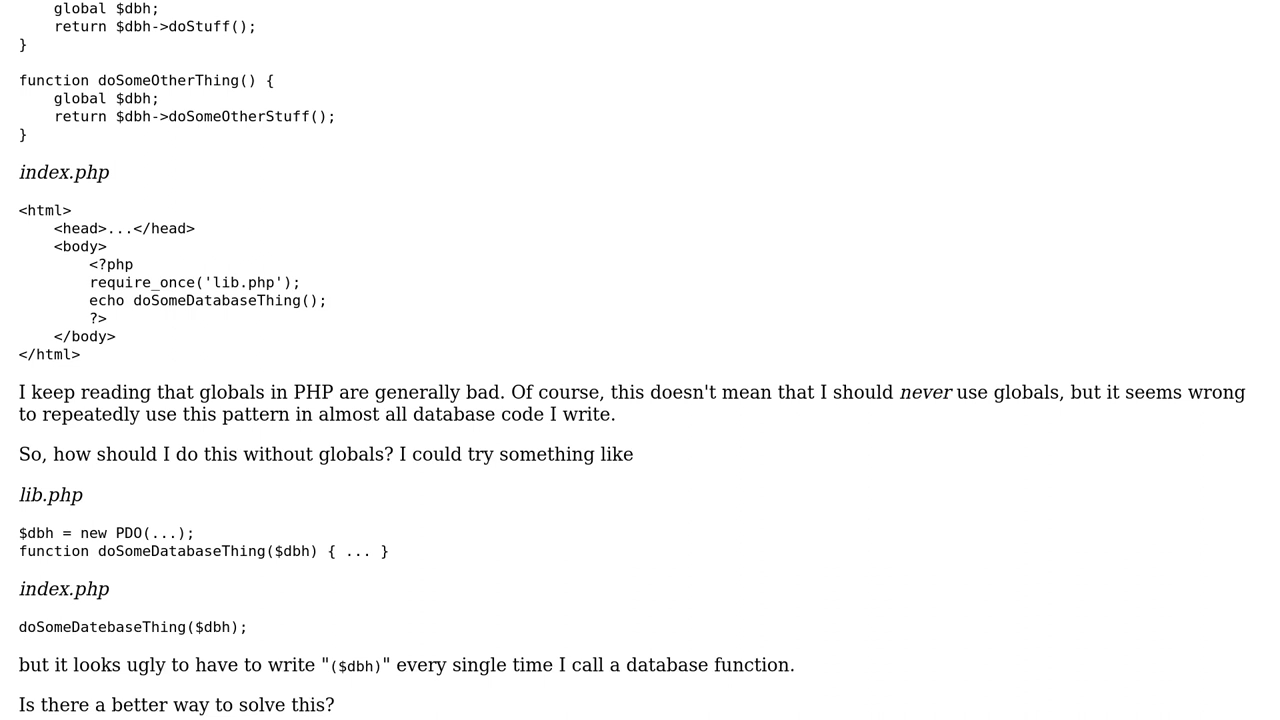 global $dbh;
    return $dbh->doStuff();
}

function doSomeOtherThing() {
    global $dbh;
    return $dbh->doSomeOtherStuff();
}
index.php
<html>
    <head>...</head>
    <body>
        <?php
        require_once('lib.php');
        echo doSomeDatabaseThing();
        ?>
    </body>
</html>
I keep reading that globals in PHP are generally bad. Of course, this doesn't mean that I should never use globals, but it seems wrong
to repeatedly use this pattern in almost all database code I write.
So, how should I do this without globals? I could try something like
lib.php
$dbh = new PDO(...);
function doSomeDatabaseThing($dbh) { ... }
index.php
doSomeDatebaseThing($dbh);
but it looks ugly to have to write "($dbh)" every single time I call a database function.
Is there a better way to solve this?